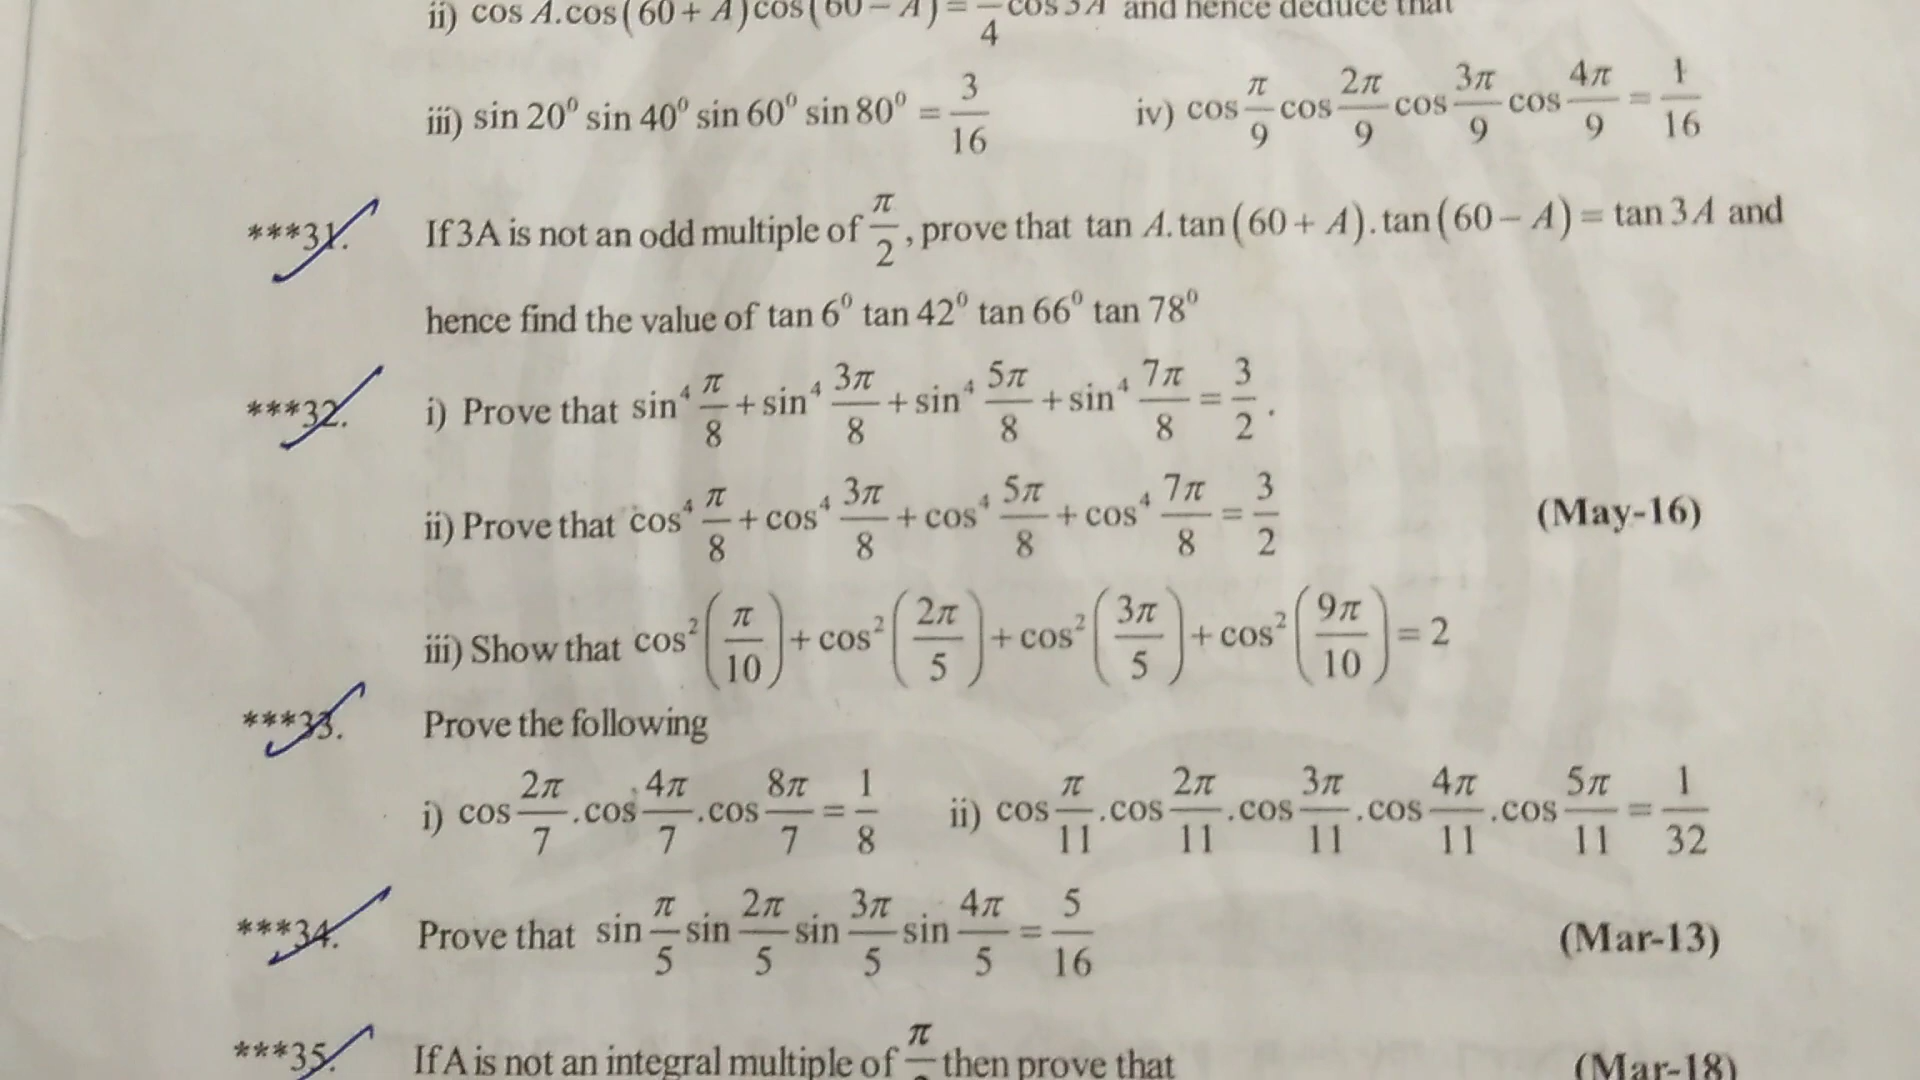 ii) cos A.cos(60 + A)cos(60 − A) = 1/4 cos 3A and hence deduce that
iii) sin 20⁰ sin 40⁰ sin 60⁰ sin 80⁰ = 3/16 iv) cos π/9 cos 2π/9 cos 3π/9 cos 4π/9 = 1/16
***31. If 3A is not an odd multiple of π/2, prove that tan A.tan(60 + A).tan(60 − A) = tan 3A and
hence find the value of tan 6⁰ tan 42⁰ tan 66⁰ tan 78⁰
***32. i) Prove that sin⁴ π/8 + sin⁴ 3π/8 + sin⁴ 5π/8 + sin⁴ 7π/8 = 3/2.
ii) Prove that cos⁴ π/8 + cos⁴ 3π/8 + cos⁴ 5π/8 + cos⁴ 7π/8 = 3/2 (May-16)
iii) Show that cos²(π/10) + cos²(2π/5) + cos²(3π/5) + cos²(9π/10) = 2
***33. Prove the following
i) cos 2π/7 .cos 4π/7 .cos 8π/7 = 1/8 ii) cos π/11 .cos 2π/11 .cos 3π/11 .cos 4π/11 .cos 5π/11 = 1/32
***34. Prove that sin π/5 sin 2π/5 sin 3π/5 sin 4π/5 = 5/16 (Mar-13)
***35. If A is not an integral multiple of π/2 then prove that (Mar-18)